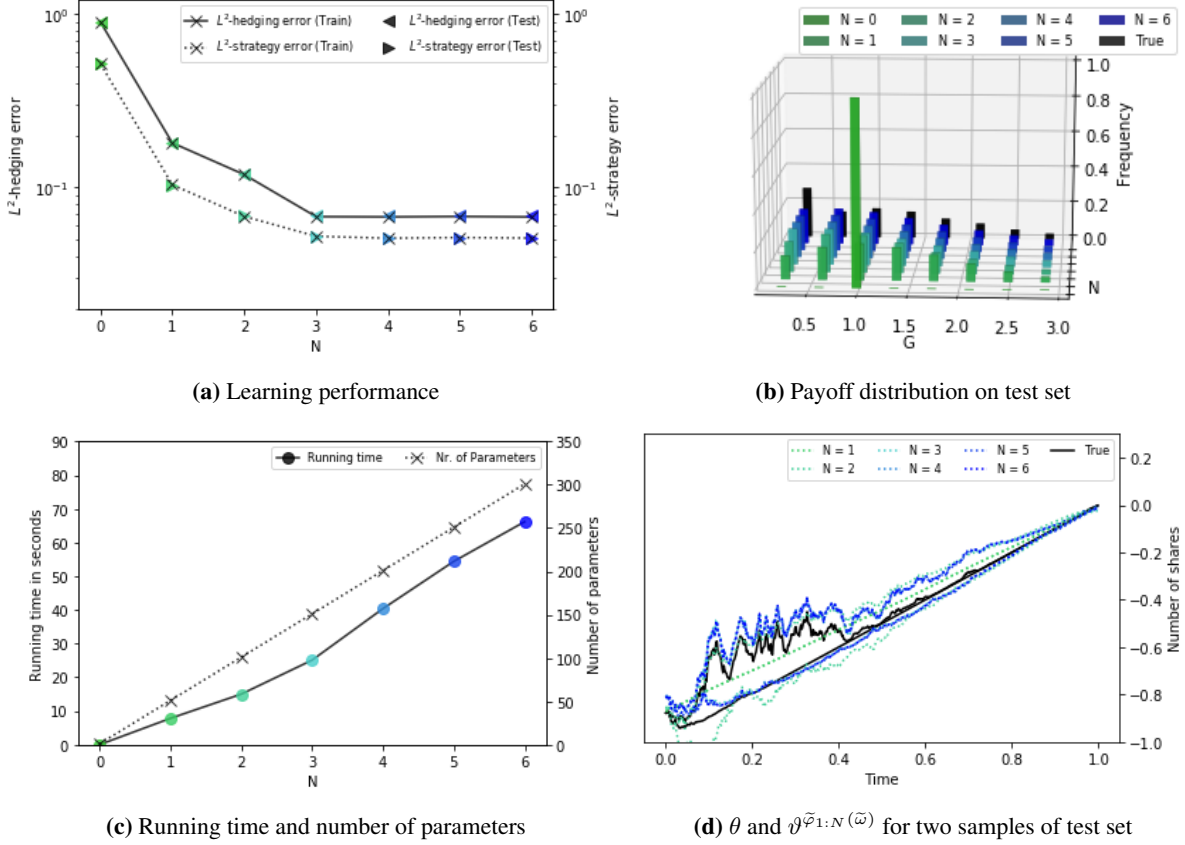 L²-hedging error (Train)
L²-strategy error (Train)
L²-hedging error (Test)
L²-strategy error (Test)
10⁰
10⁻¹
10⁰
10⁻¹
L²-hedging error
L²-strategy error
0 1 2 3 4 5 6
N
(a) Learning performance
N = 0 N = 2 N = 4 N = 6
N = 1 N = 3 N = 5 True
1.0
0.8
0.6
0.4
0.2
0.0
Frequency
N
0.5 1.0 1.5 2.0 2.5 3.0
G
(b) Payoff distribution on test set
Running time Nr. of Parameters
90
80
70
60
50
40
30
20
10
0
Running time in seconds
350
300
250
200
150
100
50
0
Number of parameters
0 1 2 3 4 5 6
N
(c) Running time and number of parameters
N = 1 N = 3 N = 5 True
N = 2 N = 4 N = 6
0.2
0.0
−0.2
−0.4
−0.6
−0.8
−1.0
Number of shares
0.0 0.2 0.4 0.6 0.8 1.0
Time
(d) θ and ϑ^{φ̃_{1:N}(ω̃)} for two samples of test set